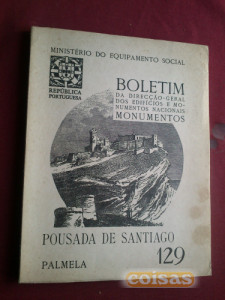 MINISTÉRIO DO EQUIPAMENTO SOCIAL
REPÚBLICA
PORTUGUESA
BOLETIM
DA DIRECÇÃO-GERAL
DOS EDIFÍCIOS E MO-
NUMENTOS NACIONAIS
MONUMENTOS
POUSADA DE SANTIAGO
PALMELA
129
coisas